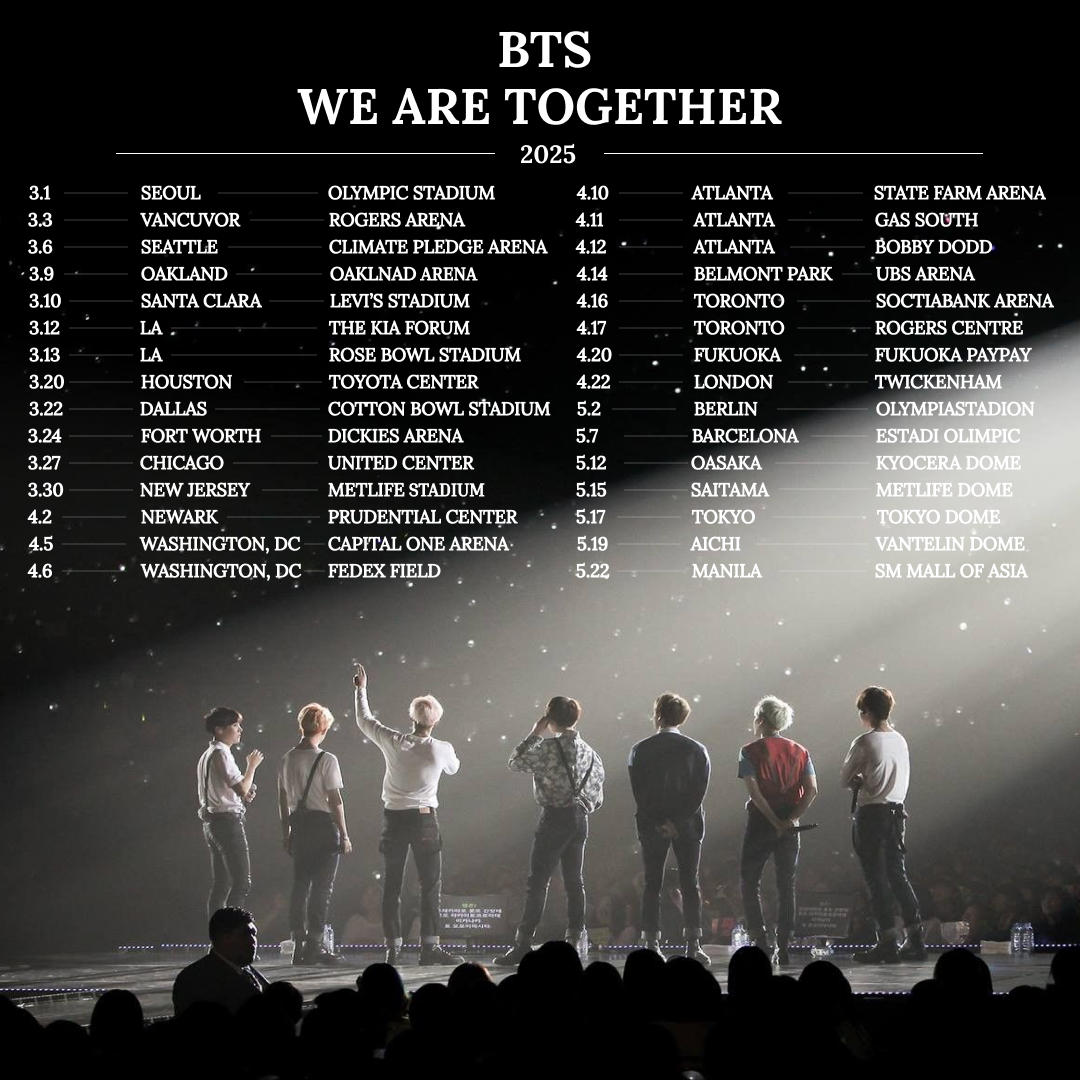 BTS
WE ARE TOGETHER
2025
3.1 SEOUL OLYMPIC STADIUM
3.3 VANCUVOR ROGERS ARENA
3.6 SEATTLE CLIMATE PLEDGE ARENA
3.9 OAKLAND OAKLNAD ARENA
3.10 SANTA CLARA LEVI'S STADIUM
3.12 LA THE KIA FORUM
3.13 LA ROSE BOWL STADIUM
3.20 HOUSTON TOYOTA CENTER
3.22 DALLAS COTTON BOWL STADIUM
3.24 FORT WORTH DICKIES ARENA
3.27 CHICAGO UNITED CENTER
3.30 NEW JERSEY METLIFE STADIUM
4.2 NEWARK PRUDENTIAL CENTER
4.5 WASHINGTON, DC CAPITAL ONE ARENA
4.6 WASHINGTON, DC FEDEX FIELD
4.10 ATLANTA STATE FARM ARENA
4.11 ATLANTA GAS SOUTH
4.12 ATLANTA BOBBY DODD
4.14 BELMONT PARK UBS ARENA
4.16 TORONTO SOCTIABANK ARENA
4.17 TORONTO ROGERS CENTRE
4.20 FUKUOKA FUKUOKA PAYPAY
4.22 LONDON TWICKENHAM
5.2 BERLIN OLYMPIASTADION
5.7 BARCELONA ESTADI OLIMPIC
5.12 OASAKA KYOCERA DOME
5.15 SAITAMA METLIFE DOME
5.17 TOKYO TOKYO DOME
5.19 AICHI VANTELIN DOME
5.22 MANILA SM MALL OF ASIA